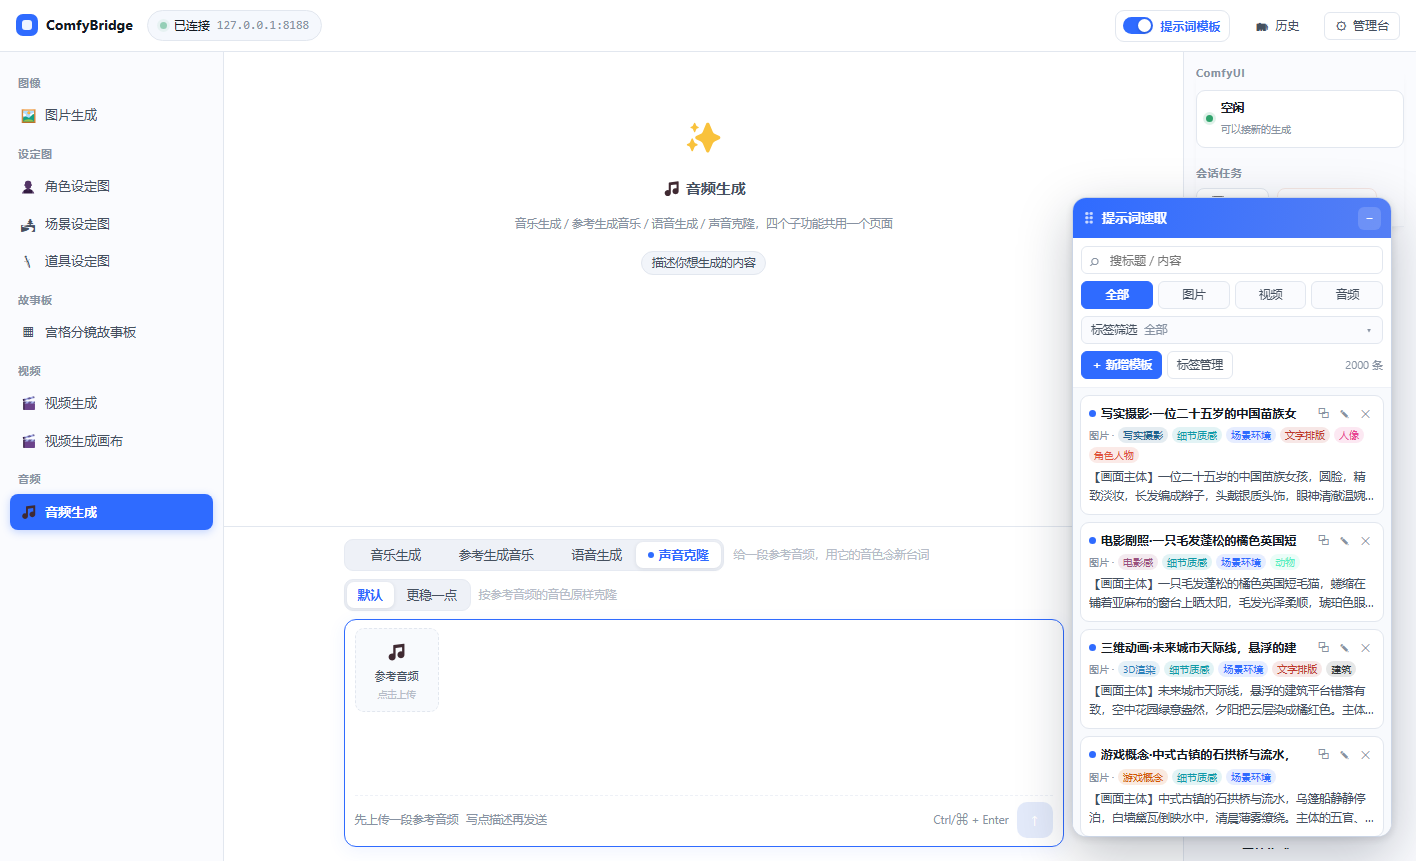 ComfyBridge
已连接 127.0.0.1:8188
提示词模板
历史
管理台
图像
图片生成
设定图
角色设定图
场景设定图
道具设定图
故事板
宫格分镜故事板
视频
视频生成
视频生成画布
音频
音频生成
音频生成
音乐生成 / 参考生成音乐 / 语音生成 / 声音克隆，四个子功能共用一个页面
描述你想生成的内容
音乐生成 参考生成音乐 语音生成 声音克隆 给一段参考音频，用它的音色念新台词
默认 更稳一点 按参考音频的音色原样克隆
参考音频
点击上传
先上传一段参考音频 写点描述再发送
Ctrl/⌘ + Enter
ComfyUI
空闲
可以接新的生成
会话任务
提示词速取
搜标题 / 内容
全部 图片 视频 音频
标签筛选 全部
+ 新增模板 标签管理 2000 条
写实摄影·一位二十五岁的中国苗族女
图片 · 写实摄影 细节质感 场景环境 文字排版 人像
角色人物
【画面主体】一位二十五岁的中国苗族女孩，圆脸，精
致淡妆，长发编成辫子，头戴银质头饰，眼神清澈温婉...
电影剧照·一只毛发蓬松的橘色英国短
图片 · 电影感 细节质感 场景环境 动物
【画面主体】一只毛发蓬松的橘色英国短毛猫，蜷缩在
铺着亚麻布的窗台上晒太阳，毛发光泽柔顺，琥珀色眼...
三维动画·未来城市天际线，悬浮的建
图片 · 3D渲染 细节质感 场景环境 文字排版 建筑
【画面主体】未来城市天际线，悬浮的建筑平台错落有
致，空中花园绿意盎然，夕阳把云层染成橘红色。主体...
游戏概念·中式古镇的石拱桥与流水，
图片 · 游戏概念 细节质感 场景环境
【画面主体】中式古镇的石拱桥与流水，乌篷船静静停
泊，白墙黛瓦倒映水中，清晨薄雾缭绕。主体的五官、...